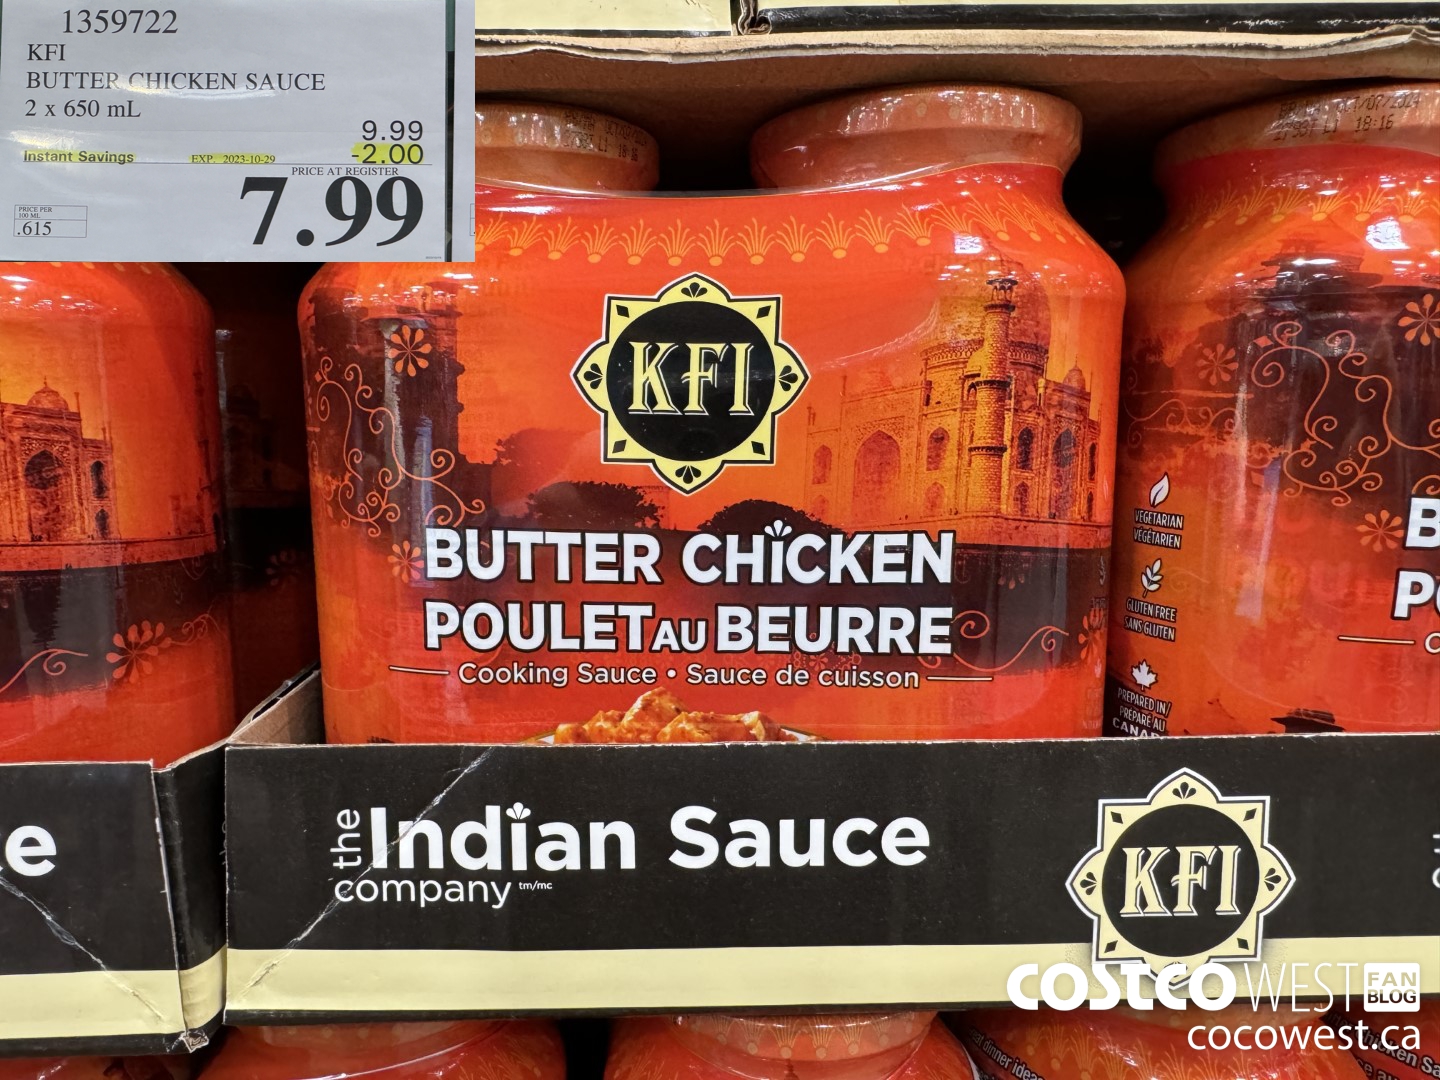 1359722
KFI
BUTTER CHICKEN SAUCE
2 x 650 mL
9.99
Instant Savings EXP. 2023-10-29 -2.00
PRICE AT REGISTER
7.99
PRICE PER
100 ML
.615
18:16
KFI
BUTTER CHICKEN
POULET AU BEURRE
Cooking Sauce • Sauce de cuisson
VEGETARIAN
VÉGÉTARIEN
GLUTEN FREE
SANS GLUTEN
PREPARED IN/
PRÉPARÉ AU
the Indian Sauce
company tm/mc
KFI
COSTCO WEST FAN
BLOG
cocowest.ca